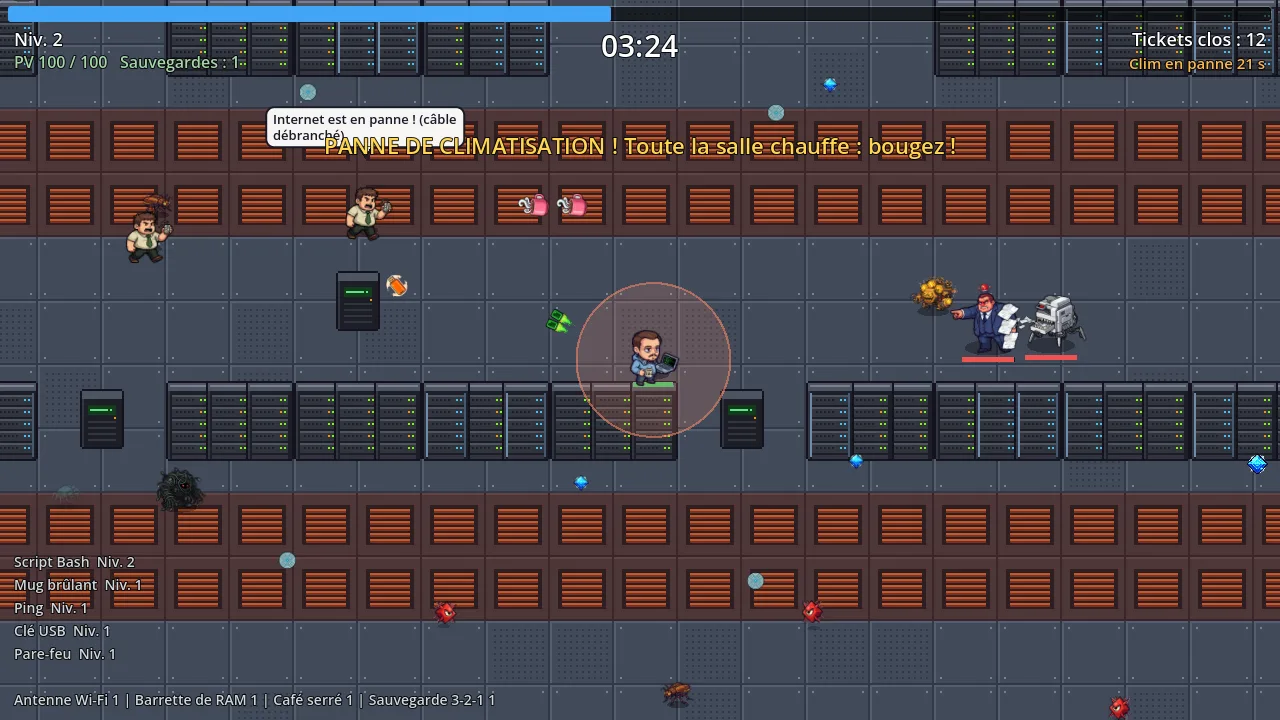 Niv. 2
03:24
Tickets clos : 12
PV 100 / 100 Sauvegardes : 1
Clim en panne 21 s
Internet est en panne ! (câble
débranché)
PANNE DE CLIMATISATION ! Toute la salle chauffe : bougez !
Script Bash Niv. 2
Mug brûlant Niv. 1
Ping Niv. 1
Clé USB Niv. 1
Pare-feu Niv. 1
Antenne Wi-Fi 1 | Barrette de RAM 1 | Café serré 1 | Sauvegarde 3-2-1 1